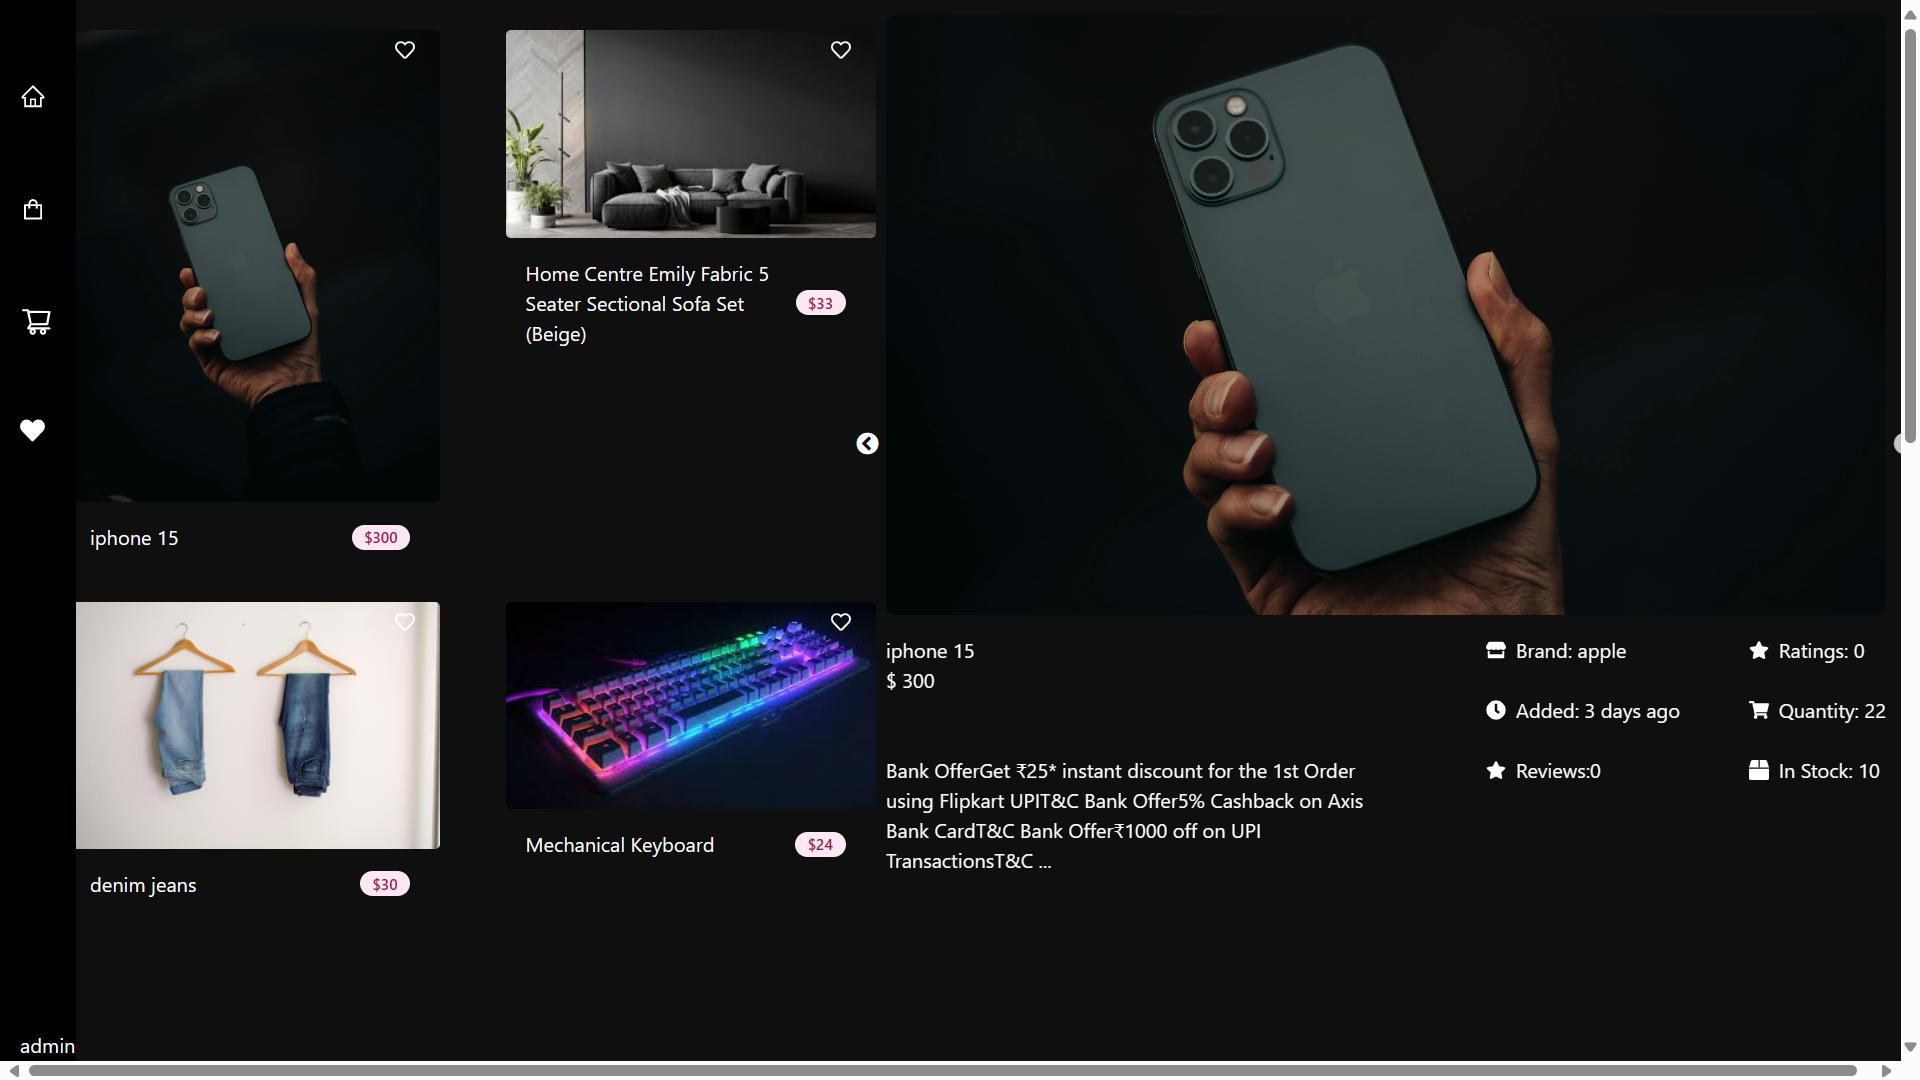 iphone 15
$300
Home Centre Emily Fabric 5
Seater Sectional Sofa Set
(Beige)
$33
denim jeans
$30
Mechanical Keyboard
$24
iphone 15
$ 300
Bank OfferGet ₹25* instant discount for the 1st Order
using Flipkart UPIT&C Bank Offer5% Cashback on Axis
Bank CardT&C Bank Offer₹1000 off on UPI
TransactionsT&C ...
Brand: apple
Ratings: 0
Added: 3 days ago
Quantity: 22
Reviews:0
In Stock: 10
admin